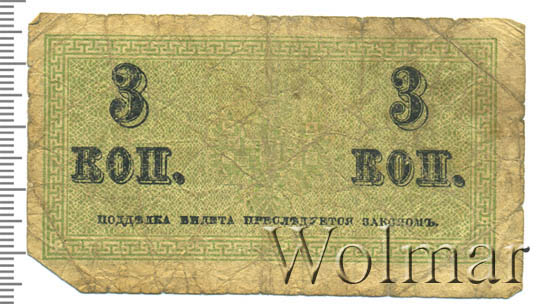 3 3
КОП. КОП.
ПОДДѢЛКА БИЛЕТА ПРЕСЛѢДУЕТСЯ ЗАКОНОМЪ.
Wolmar